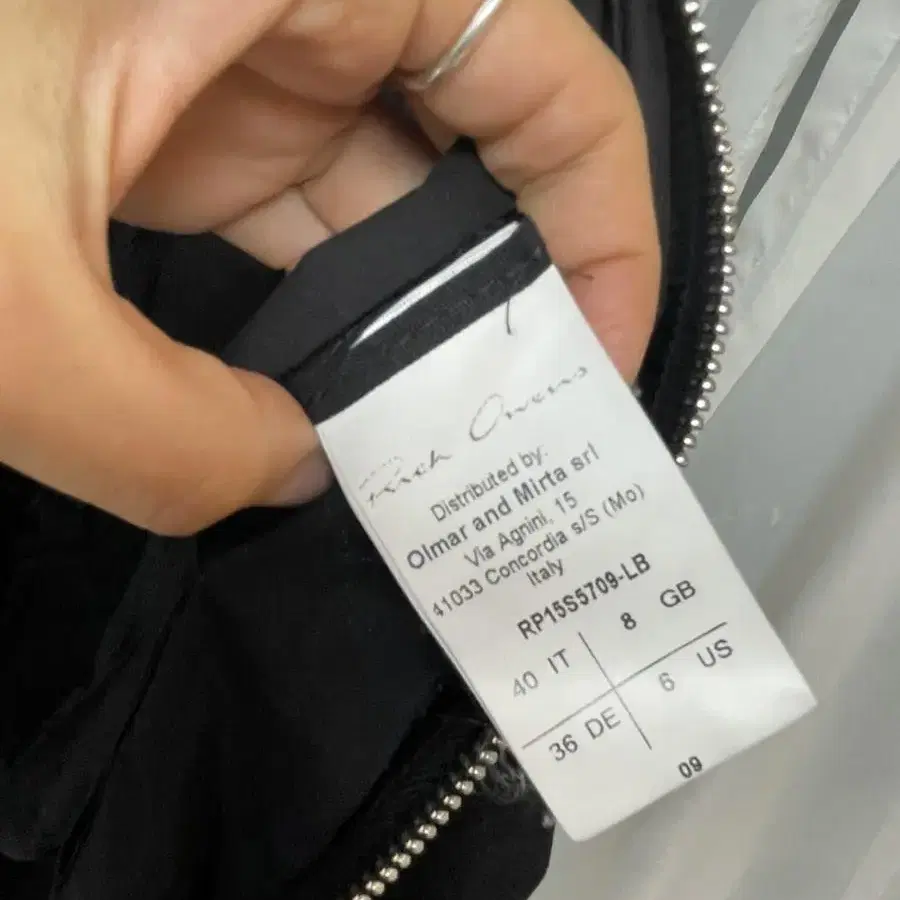 Rick Owens
Distributed by:
Olmar and Mirta srl
Via Agnini, 15
41033 Concordia s/S (Mo)
Italy
RP15S5709-LB
40 IT
8 GB
36 DE
6 US
09